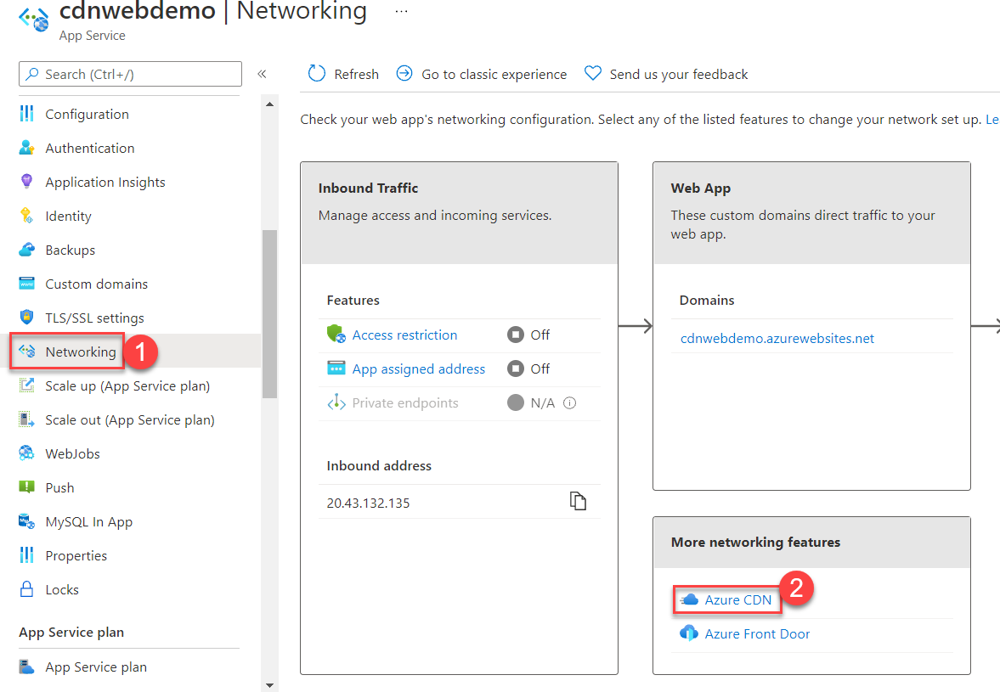 cdnwebdemo | Networking ...
App Service
Search (Ctrl+/)
«
Configuration
Authentication
Application Insights
Identity
Backups
Custom domains
TLS/SSL settings
Networking
1
Scale up (App Service plan)
Scale out (App Service plan)
WebJobs
Push
MySQL In App
Properties
Locks
App Service plan
App Service plan
Refresh
Go to classic experience
Send us your feedback
Check your web app's networking configuration. Select any of the listed features to change your network set up. Le
Inbound Traffic
Manage access and incoming services.
Features
Access restriction
Off
App assigned address
Off
Private endpoints
N/A
Inbound address
20.43.132.135
Web App
These custom domains direct traffic to your
web app.
Domains
cdnwebdemo.azurewebsites.net
More networking features
Azure CDN
2
Azure Front Door